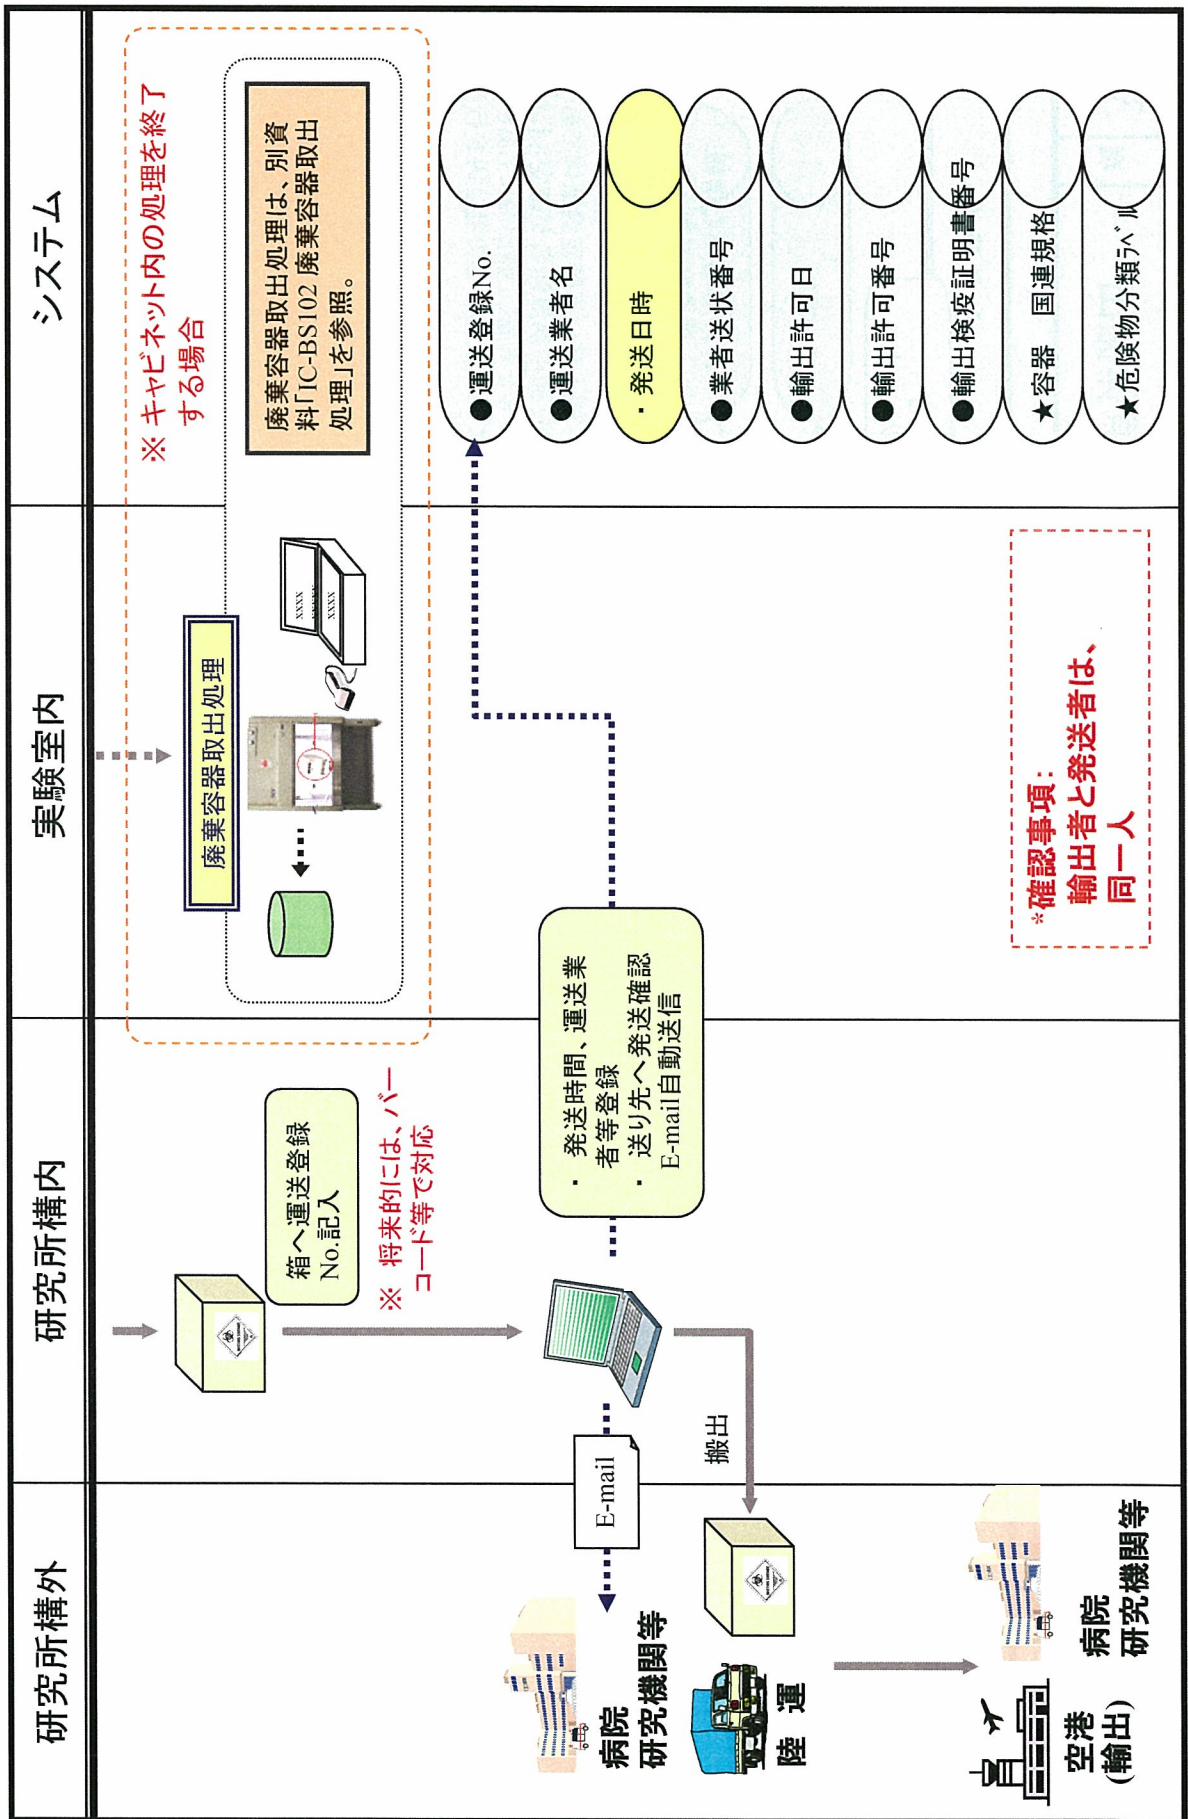 研究所構外
研究所構内
実験室内
システム
※ キャビネット内の処理を終了
する場合
廃棄容器取出処理
廃棄容器取出処理は、別資
料「IC-BS102 廃棄容器取出
処理」を参照。
XXXX
XXXX
箱へ運送登録
No.記入
※ 将来的には、バー
コード等で対応
・ 発送時間、運送業
者等登録
・ 送り先へ発送確認
E-mail自動送信
E-mail
搬出
病院
研究機関等
陸 運
空港
(輸出)
病院
研究機関等
●運送登録No.
●運送業者名
・ 発送日時
●業者送状番号
●輸出許可日
●輸出許可番号
●輸出検疫証明書番号
★容器 国連規格
★危険物分類ラベル
*確認事項:
輸出者と発送者は、
同一人